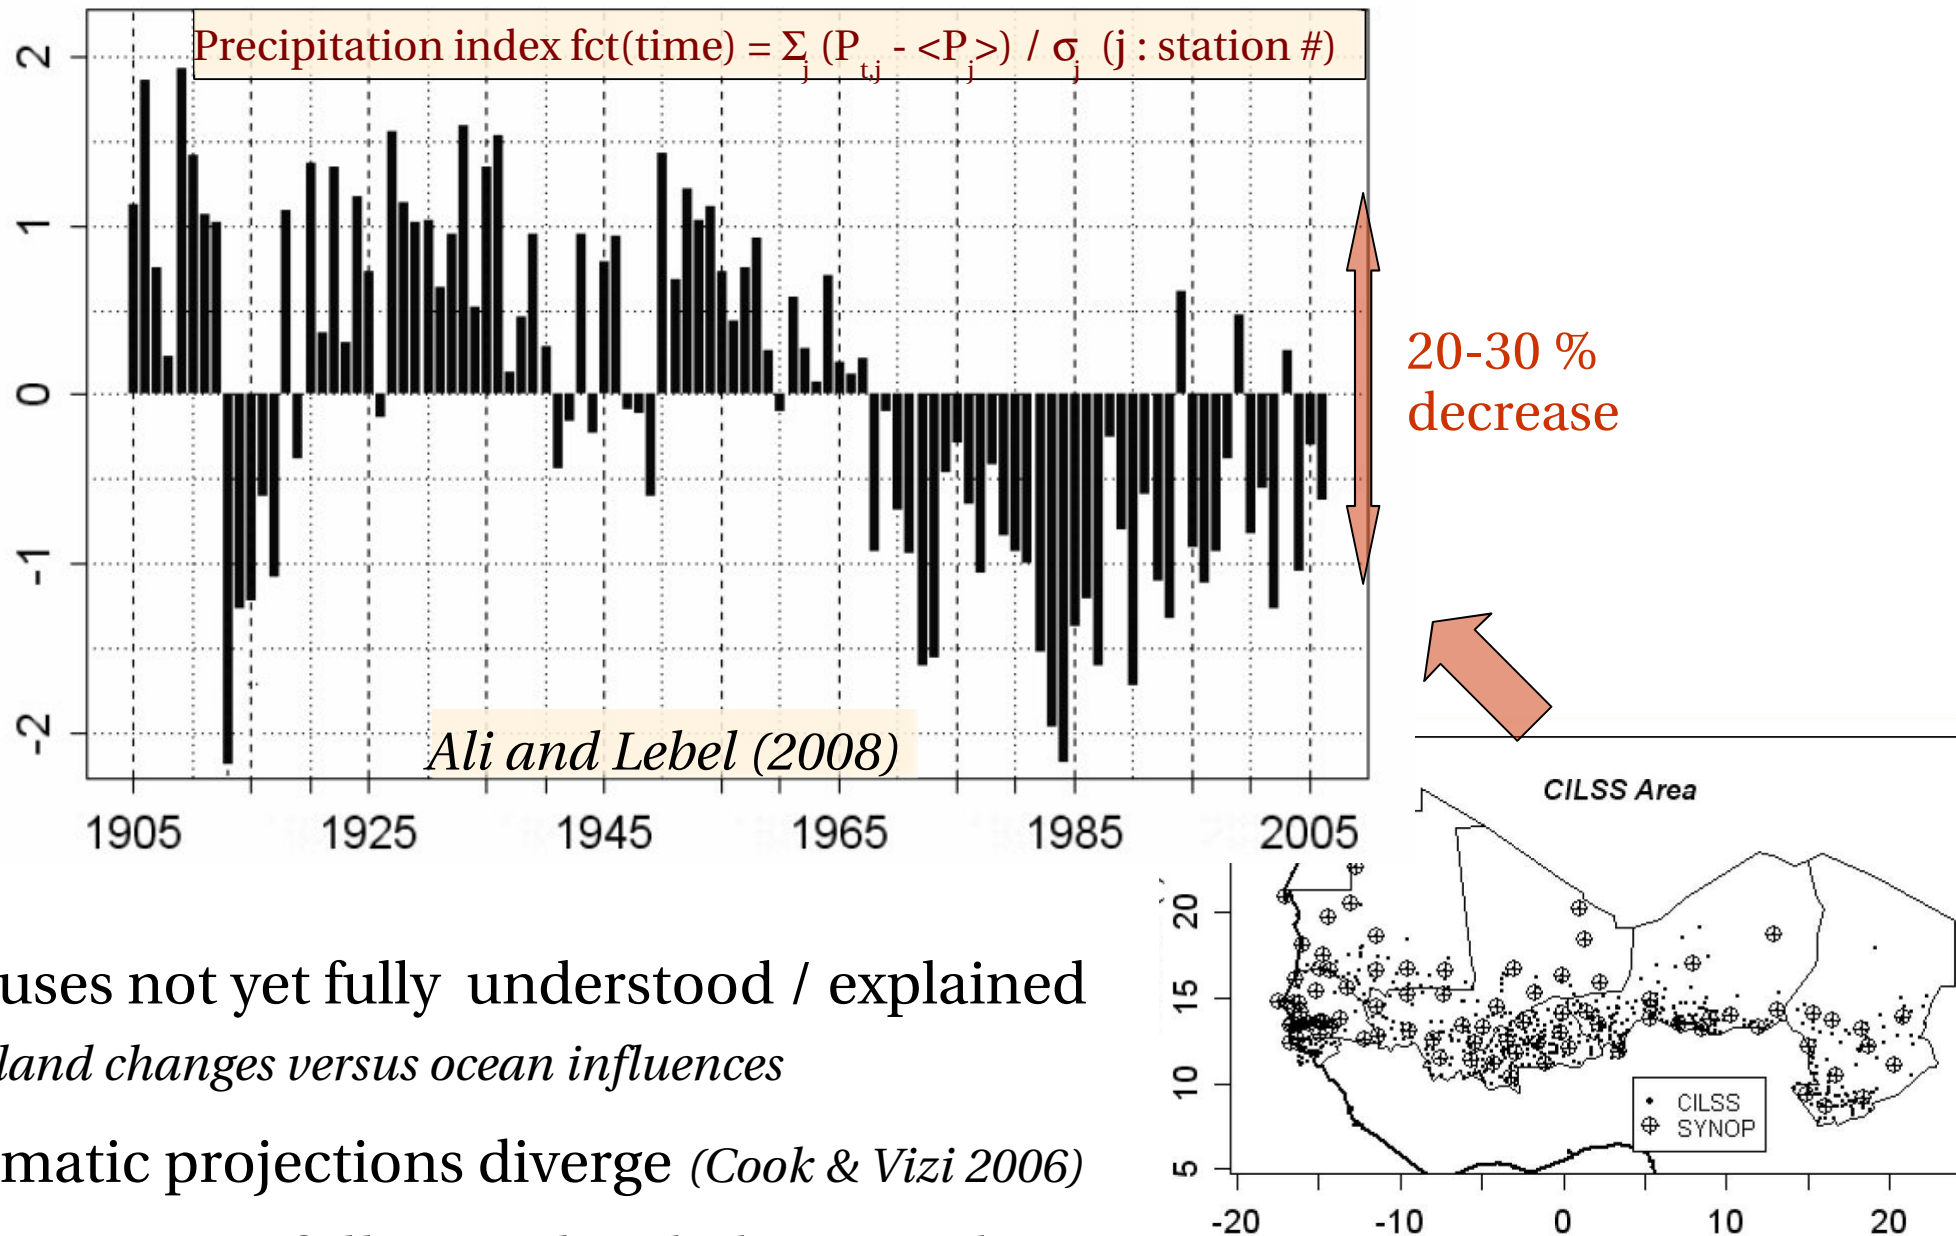 Precipitation index fct(time) = Σj (Pt,j - <Pj>) / σj (j : station #)
2
1
0
-1
-2
20-30 %
decrease
Ali and Lebel (2008)
1905 1925 1945 1965 1985 2005
CILSS Area
20
15
10
5
CILSS
SYNOP
-20 -10 0 10 20
uses not yet fully understood / explained
land changes versus ocean influences
matic projections diverge (Cook & Vizi 2006)